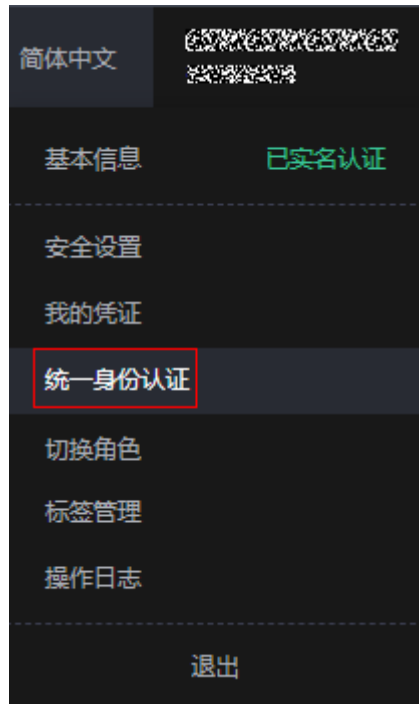 简体中文
基本信息
已实名认证
安全设置
我的凭证
统一身份认证
切换角色
标签管理
操作日志
退出